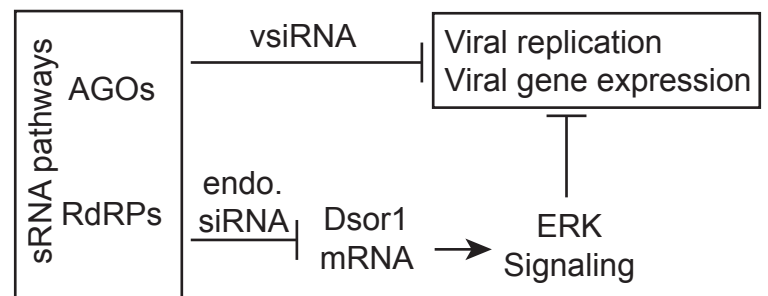 sRNA pathways
AGOs
RdRPs
vsiRNA
Viral replication
Viral gene expression
endo.
siRNA
Dsor1
mRNA
ERK
Signaling